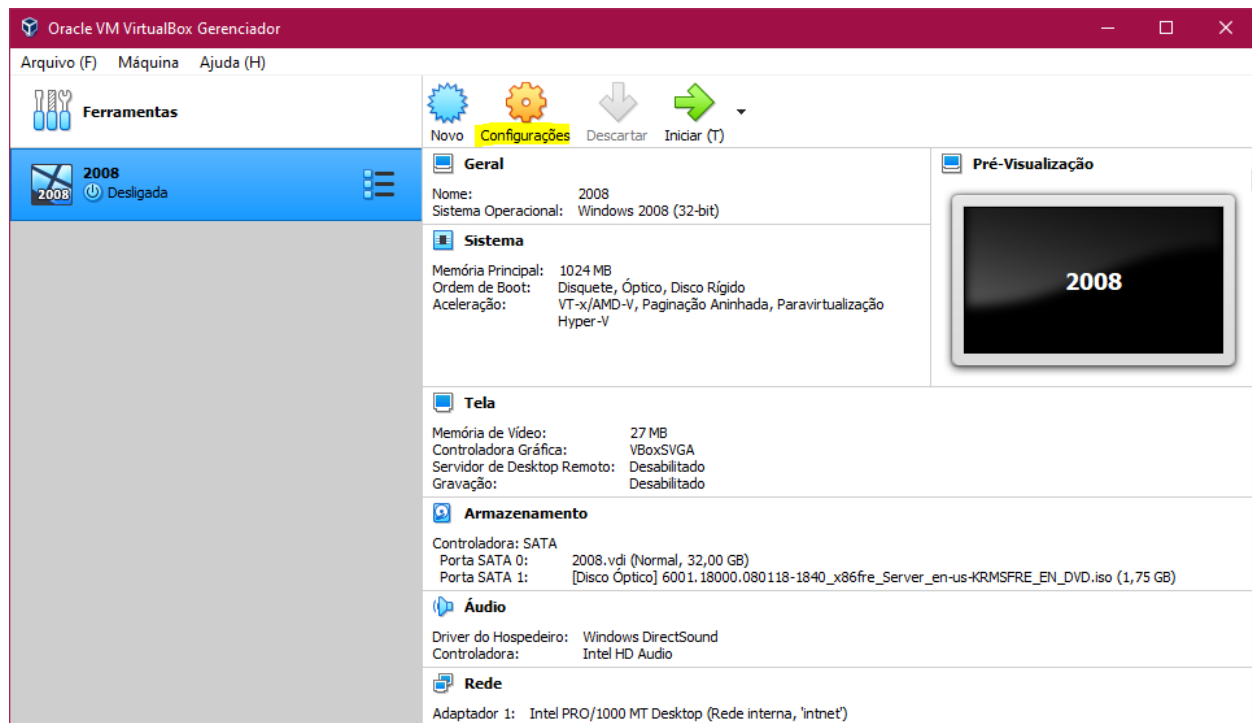 Oracle VM VirtualBox Gerenciador
Arquivo (F) Máquina Ajuda (H)
Ferramentas
Novo Configurações Descartar Iniciar (T)
2008
2008 Desligada
Geral
Nome: 2008
Sistema Operacional: Windows 2008 (32-bit)
Pré-Visualização
2008
Sistema
Memória Principal: 1024 MB
Ordem de Boot: Disquete, Óptico, Disco Rígido
Aceleração: VT-x/AMD-V, Paginação Aninhada, Paravirtualização
Hyper-V
Tela
Memória de Vídeo: 27 MB
Controladora Gráfica: VBoxSVGA
Servidor de Desktop Remoto: Desabilitado
Gravação: Desabilitado
Armazenamento
Controladora: SATA
Porta SATA 0: 2008.vdi (Normal, 32,00 GB)
Porta SATA 1: [Disco Óptico] 6001.18000.080118-1840_x86fre_Server_en-us-KRMSFRE_EN_DVD.iso (1,75 GB)
Áudio
Driver do Hospedeiro: Windows DirectSound
Controladora: Intel HD Audio
Rede
Adaptador 1: Intel PRO/1000 MT Desktop (Rede interna, 'intnet')